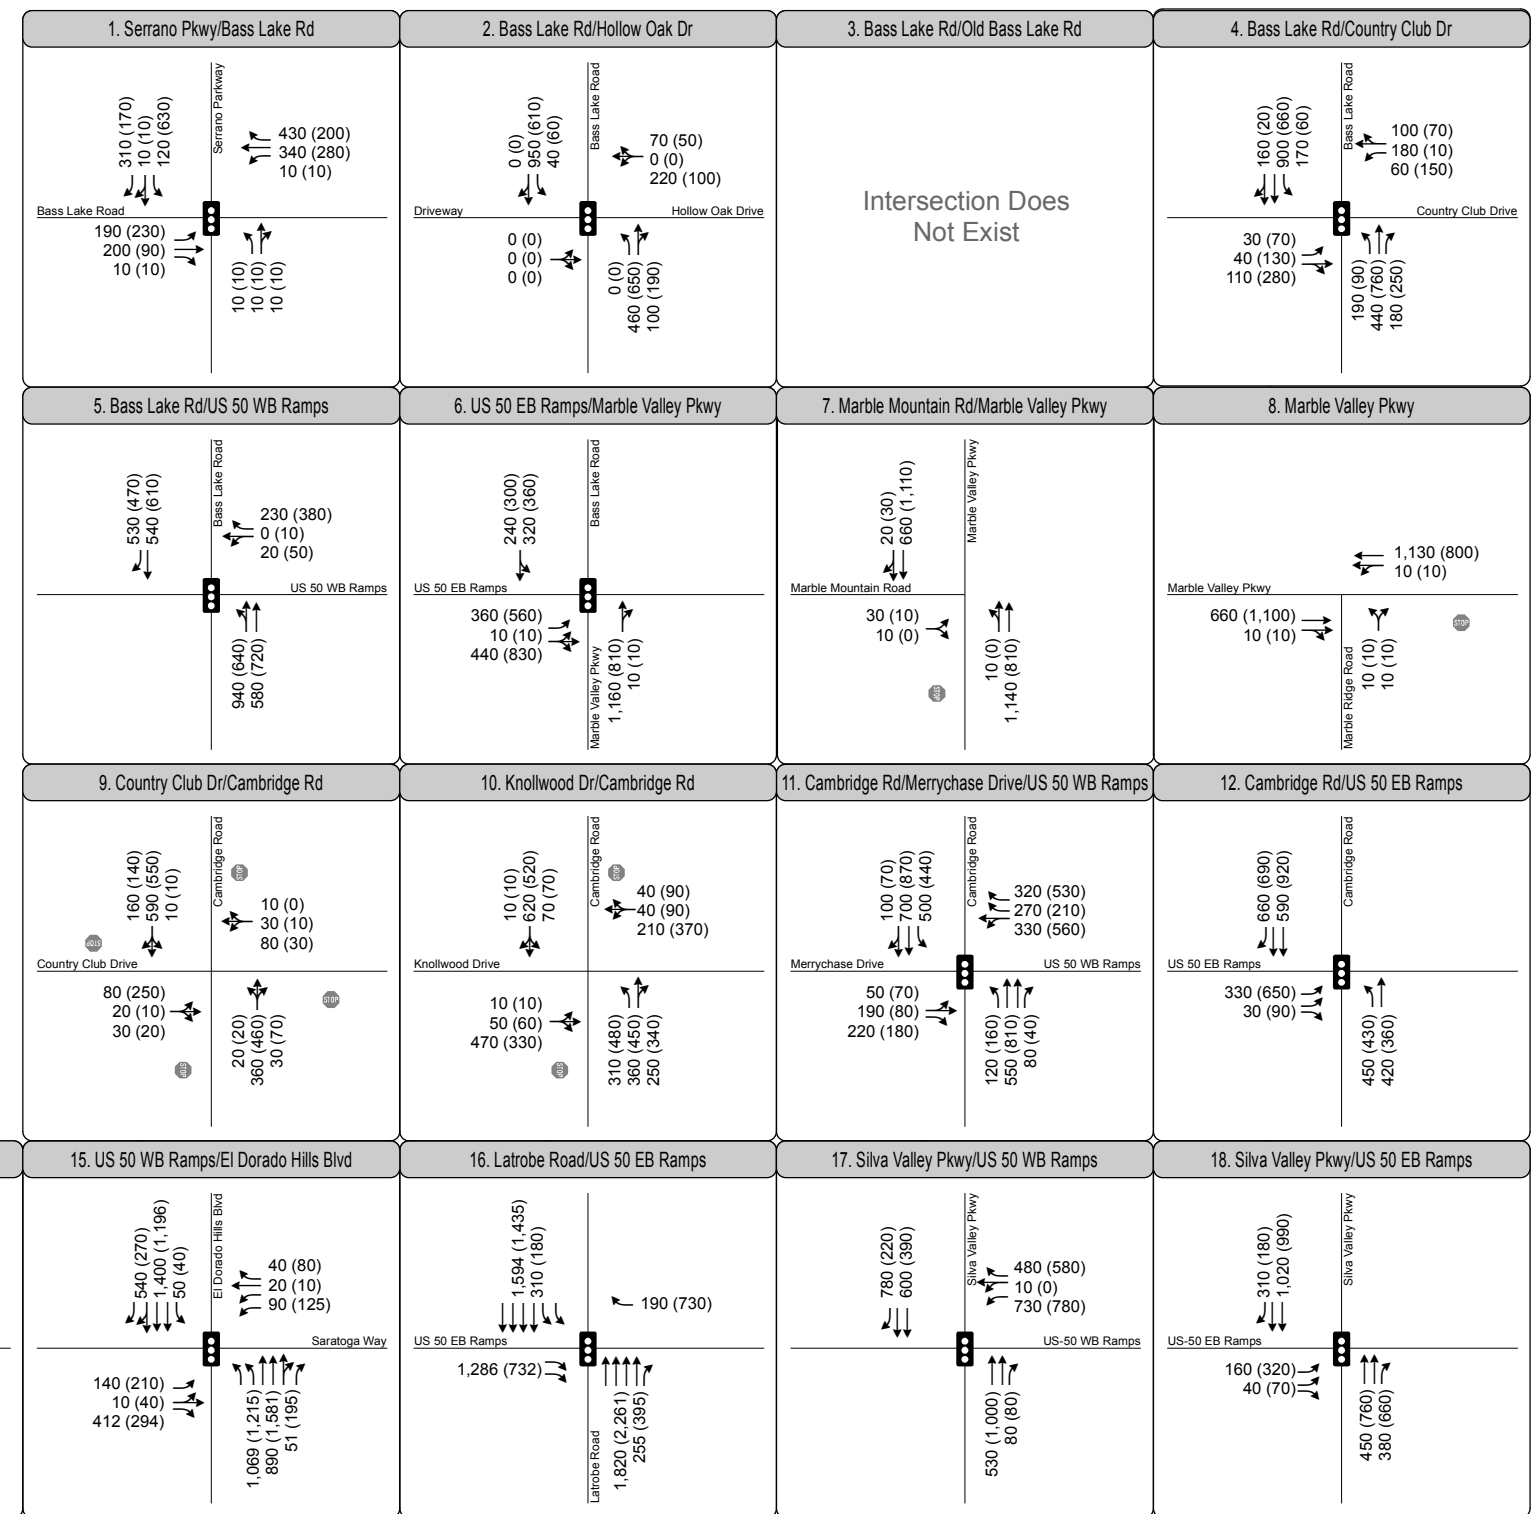 1. Serrano Pkwy/Bass Lake Rd
310 (170)
10 (10)
120 (630)
Serrano Parkway
430 (200)
340 (280)
10 (10)
Bass Lake Road
190 (230)
200 (90)
10 (10)
10 (10)
10 (10)
10 (10)
2. Bass Lake Rd/Hollow Oak Dr
0 (0)
950 (610)
40 (60)
Bass Lake Road
70 (50)
0 (0)
220 (100)
Driveway
Hollow Oak Drive
0 (0)
0 (0)
0 (0)
0 (0)
460 (650)
100 (190)
3. Bass Lake Rd/Old Bass Lake Rd
Intersection Does
Not Exist
4. Bass Lake Rd/Country Club Dr
160 (20)
900 (660)
170 (60)
Bass Lake Road
100 (70)
180 (10)
60 (150)
Country Club Drive
30 (70)
40 (130)
110 (280)
190 (90)
440 (760)
180 (250)
5. Bass Lake Rd/US 50 WB Ramps
530 (470)
540 (610)
Bass Lake Road
230 (380)
0 (10)
20 (50)
US 50 WB Ramps
940 (640)
580 (720)
6. US 50 EB Ramps/Marble Valley Pkwy
240 (300)
320 (360)
Bass Lake Road
US 50 EB Ramps
360 (560)
10 (10)
440 (830)
Marble Valley Pkwy
1,160 (810)
10 (10)
7. Marble Mountain Rd/Marble Valley Pkwy
20 (30)
660 (1,110)
Marble Valley Pkwy
Marble Mountain Road
30 (10)
10 (0)
STOP
10 (0)
1,140 (810)
8. Marble Valley Pkwy
1,130 (800)
10 (10)
Marble Valley Pkwy
660 (1,100)
10 (10)
Marble Ridge Road
10 (10)
10 (10)
STOP
9. Country Club Dr/Cambridge Rd
160 (140)
590 (550)
10 (10)
Cambridge Road
STOP
10 (0)
30 (10)
80 (30)
STOP
Country Club Drive
80 (250)
20 (10)
30 (20)
STOP
20 (20)
360 (460)
30 (70)
STOP
10. Knollwood Dr/Cambridge Rd
10 (10)
620 (520)
70 (70)
Cambridge Road
STOP
40 (90)
40 (90)
210 (370)
Knollwood Drive
10 (10)
50 (60)
470 (330)
STOP
310 (480)
360 (450)
250 (340)
11. Cambridge Rd/Merrychase Drive/US 50 WB Ramps
100 (70)
700 (870)
500 (440)
Cambridge Road
320 (530)
270 (210)
330 (560)
Merrychase Drive
US 50 WB Ramps
50 (70)
190 (80)
220 (180)
120 (160)
550 (810)
80 (40)
12. Cambridge Rd/US 50 EB Ramps
660 (690)
590 (920)
Cambridge Road
US 50 EB Ramps
330 (650)
30 (90)
450 (430)
420 (360)
15. US 50 WB Ramps/El Dorado Hills Blvd
540 (270)
1,400 (1,196)
50 (40)
El Dorado Hills Blvd
40 (80)
20 (10)
90 (125)
Saratoga Way
140 (210)
10 (40)
412 (294)
1,069 (1,215)
890 (1,581)
51 (195)
16. Latrobe Road/US 50 EB Ramps
1,594 (1,435)
310 (180)
190 (730)
US 50 EB Ramps
1,286 (732)
Latrobe Road
1,820 (2,261)
255 (395)
17. Silva Valley Pkwy/US 50 WB Ramps
780 (220)
600 (390)
Silva Valley Pkwy
480 (580)
10 (0)
730 (780)
US-50 WB Ramps
530 (1,000)
80 (80)
18. Silva Valley Pkwy/US 50 EB Ramps
310 (180)
1,020 (990)
Silva Valley Pkwy
US-50 EB Ramps
160 (320)
40 (70)
450 (760)
380 (660)